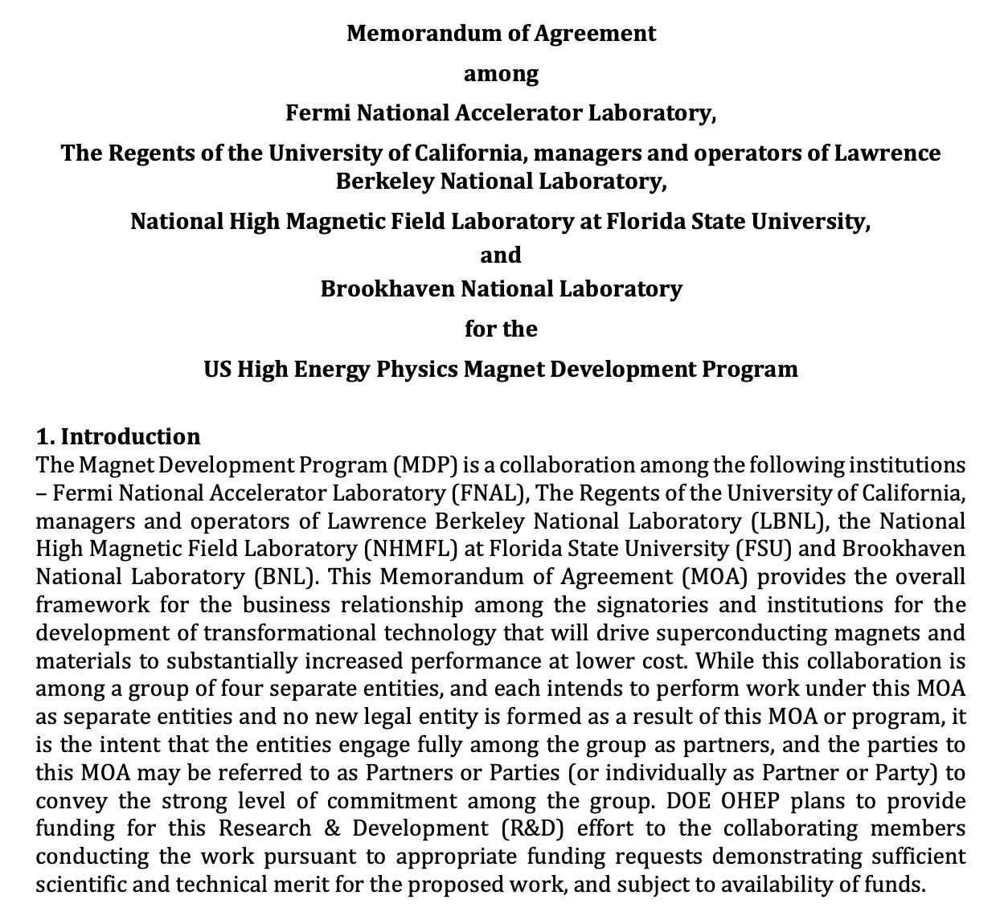 Memorandum of Agreement
among
Fermi National Accelerator Laboratory,
The Regents of the University of California, managers and operators of Lawrence
Berkeley National Laboratory,
National High Magnetic Field Laboratory at Florida State University,
and
Brookhaven National Laboratory
for the
US High Energy Physics Magnet Development Program
1. Introduction
The Magnet Development Program (MDP) is a collaboration among the following institutions
– Fermi National Accelerator Laboratory (FNAL), The Regents of the University of California,
managers and operators of Lawrence Berkeley National Laboratory (LBNL), the National
High Magnetic Field Laboratory (NHMFL) at Florida State University (FSU) and Brookhaven
National Laboratory (BNL). This Memorandum of Agreement (MOA) provides the overall
framework for the business relationship among the signatories and institutions for the
development of transformational technology that will drive superconducting magnets and
materials to substantially increased performance at lower cost. While this collaboration is
among a group of four separate entities, and each intends to perform work under this MOA
as separate entities and no new legal entity is formed as a result of this MOA or program, it
is the intent that the entities engage fully among the group as partners, and the parties to
this MOA may be referred to as Partners or Parties (or individually as Partner or Party) to
convey the strong level of commitment among the group. DOE OHEP plans to provide
funding for this Research & Development (R&D) effort to the collaborating members
conducting the work pursuant to appropriate funding requests demonstrating sufficient
scientific and technical merit for the proposed work, and subject to availability of funds.